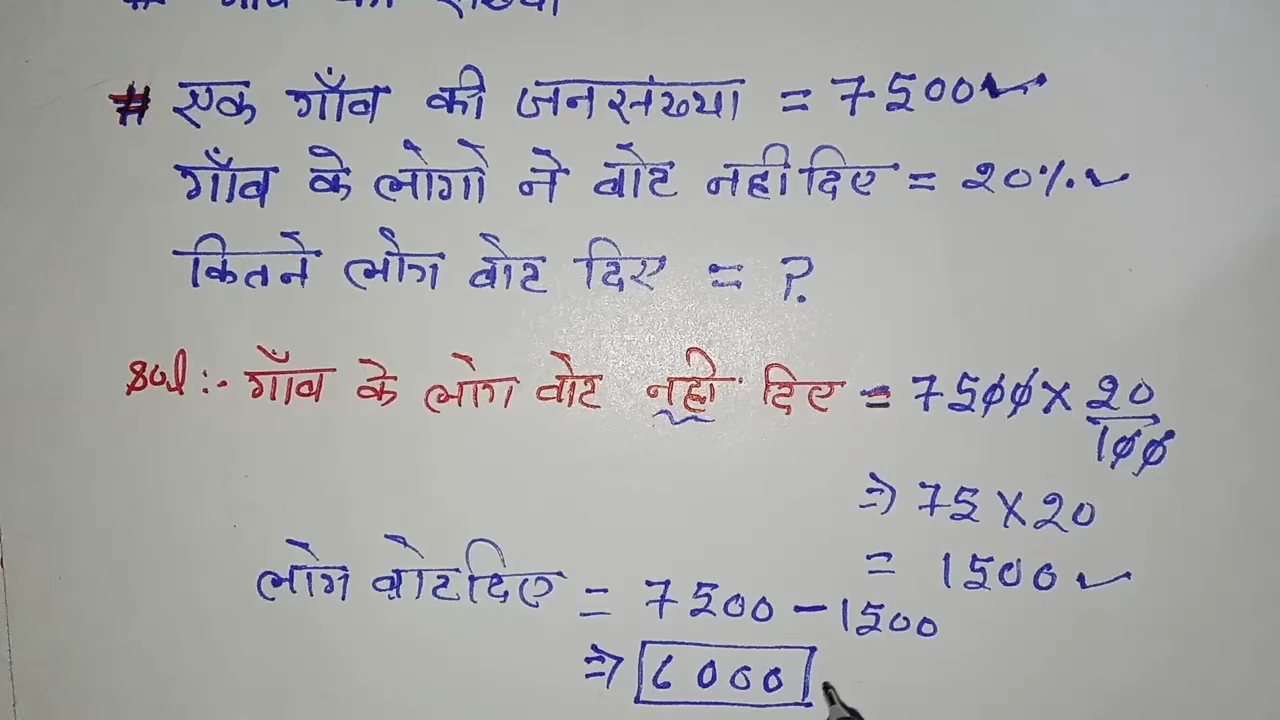 # गाँव की संख्या
# एक गाँव की जनसंख्या = 7500
गाँव के लोगों ने वोट नहीं दिए = 20%.
कितने लोग वोट दिए = ?
Sol :- गाँव के लोग वोट नहीं दिए = 7500 × 20/100
⇒ 75 × 20
= 1500
लोग वोट दिए = 7500 - 1500
⇒ 6000